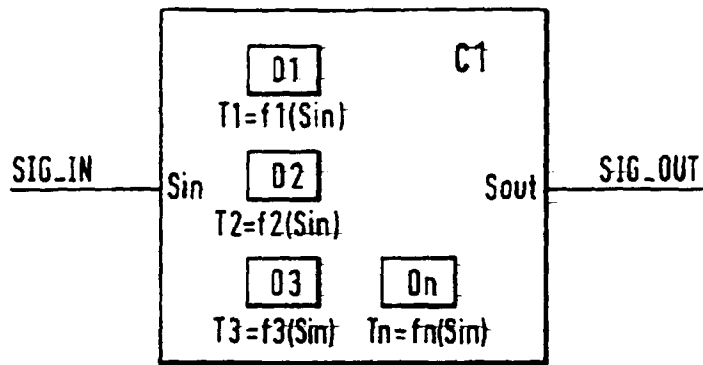 C1
D1
T1=f1(Sin)
SIG_IN
Sin
D2
T2=f2(Sin)
Sout
SIG_OUT
D3
T3=f3(Sin)
Dn
Tn=fn(Sin)